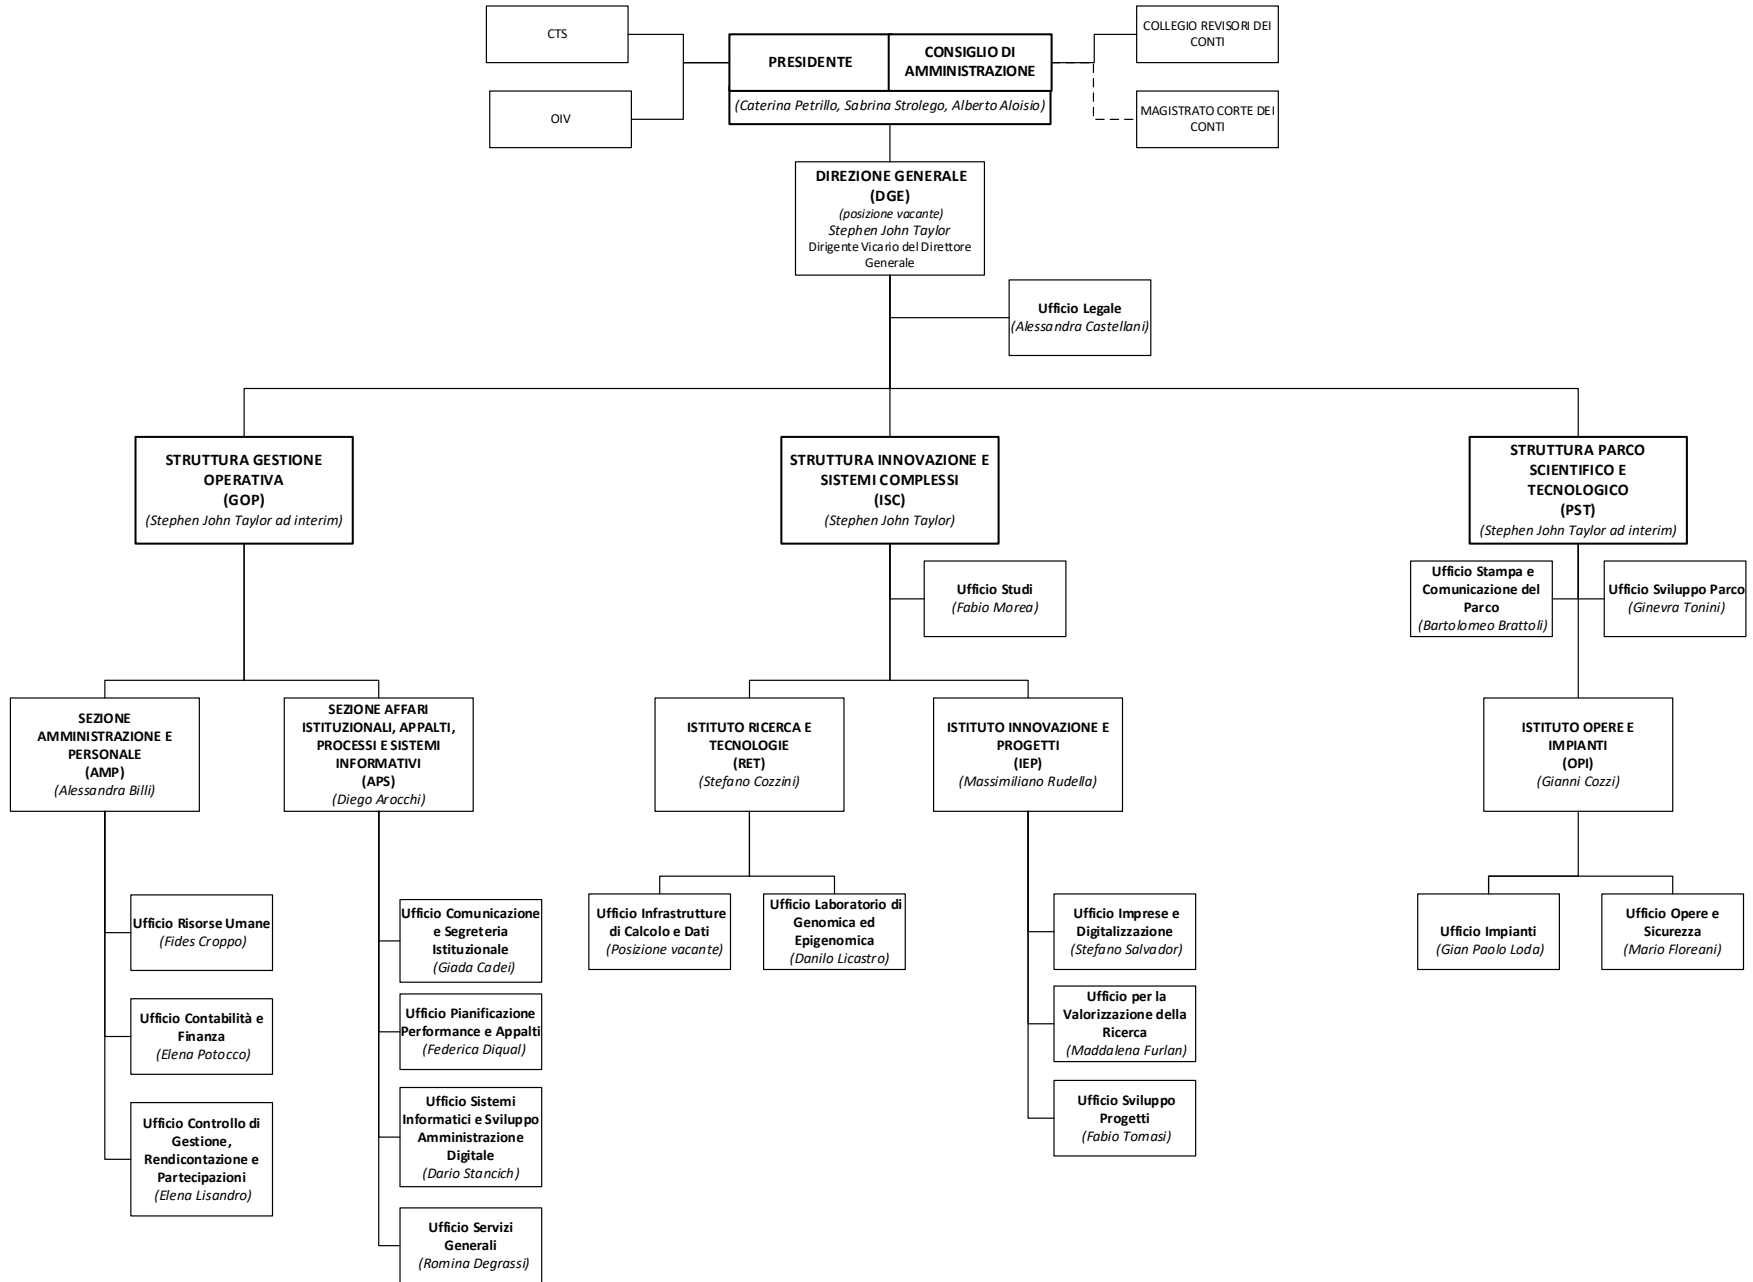 CTS
OIV
PRESIDENTE
CONSIGLIO DI
AMMINISTRAZIONE
(Caterina Petrillo, Sabrina Strolego, Alberto Aloisio)
COLLEGIO REVISORI DEI
CONTI
MAGISTRATO CORTE DEI
CONTI
DIREZIONE GENERALE
(DGE)
(posizione vacante)
Stephen John Taylor
Dirigente Vicario del Direttore
Generale
Ufficio Legale
(Alessandra Castellani)
STRUTTURA GESTIONE
OPERATIVA
(GOP)
(Stephen John Taylor ad interim)
STRUTTURA INNOVAZIONE E
SISTEMI COMPLESSI
(ISC)
(Stephen John Taylor)
STRUTTURA PARCO
SCIENTIFICO E
TECNOLOGICO
(PST)
(Stephen John Taylor ad interim)
Ufficio Studi
(Fabio Morea)
Ufficio Stampa e
Comunicazione del
Parco
(Bartolomeo Brattoli)
Ufficio Sviluppo Parco
(Ginevra Tonini)
SEZIONE
AMMINISTRAZIONE E
PERSONALE
(AMP)
(Alessandra Billi)
SEZIONE AFFARI
ISTITUZIONALI, APPALTI,
PROCESSI E SISTEMI
INFORMATIVI
(APS)
(Diego Arocchi)
ISTITUTO RICERCA E
TECNOLOGIE
(RET)
(Stefano Cozzini)
ISTITUTO INNOVAZIONE E
PROGETTI
(IEP)
(Massimiliano Rudella)
ISTITUTO OPERE E
IMPIANTI
(OPI)
(Gianni Cozzi)
Ufficio Risorse Umane
(Fides Croppo)
Ufficio Contabilità e
Finanza
(Elena Potocco)
Ufficio Controllo di
Gestione,
Rendicontazione e
Partecipazioni
(Elena Lisandro)
Ufficio Comunicazione
e Segreteria
Istituzionale
(Giada Cadei)
Ufficio Pianificazione
Performance e Appalti
(Federica Diqual)
Ufficio Sistemi
Informatici e Sviluppo
Amministrazione
Digitale
(Dario Stancich)
Ufficio Servizi
Generali
(Romina Degrassi)
Ufficio Infrastrutture
di Calcolo e Dati
(Posizione vacante)
Ufficio Laboratorio di
Genomica ed
Epigenomica
(Danilo Licastro)
Ufficio Imprese e
Digitalizzazione
(Stefano Salvador)
Ufficio per la
Valorizzazione della
Ricerca
(Maddalena Furlan)
Ufficio Sviluppo
Progetti
(Fabio Tomasi)
Ufficio Impianti
(Gian Paolo Loda)
Ufficio Opere e
Sicurezza
(Mario Floreani)